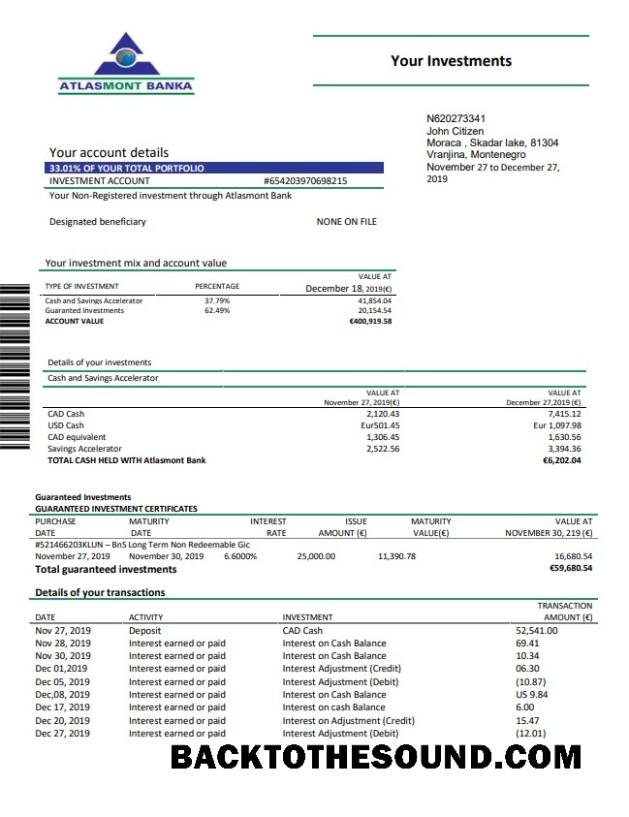 ATLASMONT BANKA
Your Investments
N620273341
John Citizen
Moraca , Skadar lake, 81304
Vranjina, Montenegro
November 27 to December 27,
2019
Your account details
33.01% OF YOUR TOTAL PORTFOLIO
INVESTMENT ACCOUNT #654203970698215
Your Non-Registered investment through Atlasmont Bank
Designated beneficiary NONE ON FILE
Your investment mix and account value
VALUE AT
TYPE OF INVESTMENT PERCENTAGE December 18, 2019(€)
Cash and Savings Accelerator 37.79% 41,854.04
Guaranted Investments 62.49% 20,154.54
ACCOUNT VALUE €400,919.58
Details of your investments
Cash and Savings Accelerator
VALUE AT VALUE AT
November 27, 2019(€) December 27,2019 (€)
CAD Cash 2,120.43 7,415.12
USD Cash Eur501.45 Eur 1,097.98
CAD equivalent 1,306.45 1,630.56
Savings Accelerator 2,522.56 3,394.36
TOTAL CASH HELD WITH Atlasmont Bank €6,202.04
Guaranteed Investments
GUARANTEED INVESTMENT CERTIFICATES
PURCHASE MATURITY INTEREST ISSUE MATURITY VALUE AT
DATE DATE RATE AMOUNT (€) VALUE(€) NOVEMBER 30, 219 (€)
#521466203KLUN – BnS Long Term Non Redeemable Gic
November 27, 2019 November 30, 2019 6.6000% 25,000.00 11,390.78 16,680.54
Total guaranteed investments €59,680.54
Details of your transactions
TRANSACTION
DATE ACTIVITY INVESTMENT AMOUNT (€)
Nov 27, 2019 Deposit CAD Cash 52,541.00
Nov 28, 2019 Interest earned or paid Interest on Cash Balance 69.41
Nov 30, 2019 Interest earned or paid Interest on Cash Balance 10.34
Dec 01,2019 Interest earned or paid Interest Adjustment (Credit) 06.30
Dec 05, 2019 Interest earned or paid Interest Adjustment (Debit) (10.87)
Dec,08, 2019 Interest earned or paid Interest on cash Balance US 9.84
Dec 17, 2019 Interest earned or paid Interest on cash Balance 6.00
Dec 20, 2019 Interest earned or paid Interest on Adjustment (Credit) 15.47
Dec 27, 2019 Interest earned or paid Interest Adjustment (Debit) (12.01)
BACKTOTHESOUND.COM